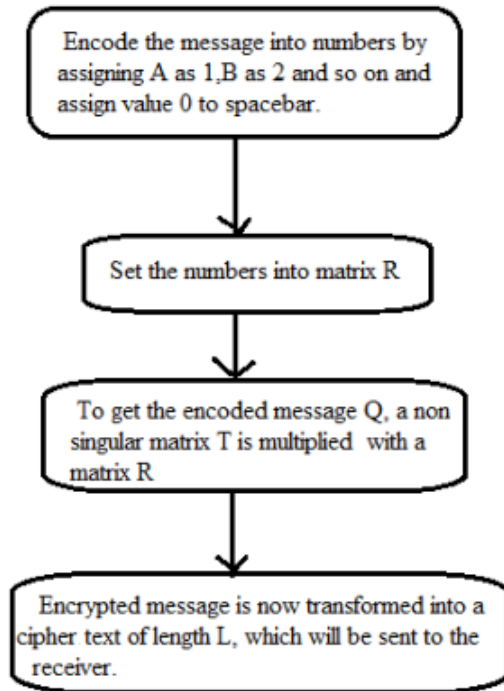 Encode the message into numbers by
assigning A as 1,B as 2 and so on and
assign value 0 to spacebar.
Set the numbers into matrix R
To get the encoded message Q, a non
singular matrix T is multiplied with a
matrix R
Encrypted message is now transformed into a
cipher text of length L, which will be sent to the
receiver.